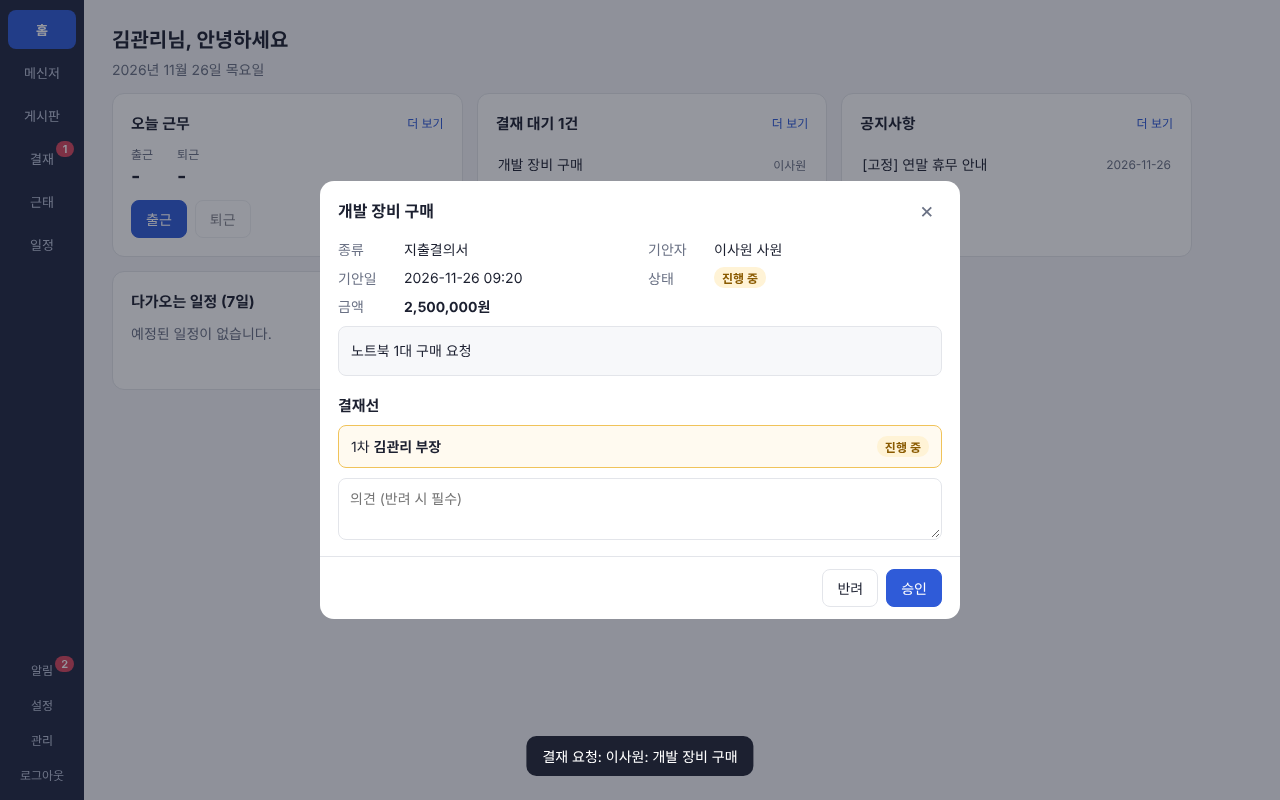 홈
메신저
게시판
결재 1
근태
일정
알림 2
설정
관리
로그아웃
김관리님, 안녕하세요
2026년 11월 26일 목요일
오늘 근무 더 보기
출근 퇴근
- -
출근 퇴근
결재 대기 1건 더 보기
개발 장비 구매 이사원
공지사항 더 보기
[고정] 연말 휴무 안내 2026-11-26
다가오는 일정 (7일)
예정된 일정이 없습니다.
개발 장비 구매 ✕
종류 지출결의서 기안자 이사원 사원
기안일 2026-11-26 09:20 상태 진행 중
금액 2,500,000원
노트북 1대 구매 요청
결재선
1차 김관리 부장 진행 중
의견 (반려 시 필수)
반려 승인
결재 요청: 이사원: 개발 장비 구매